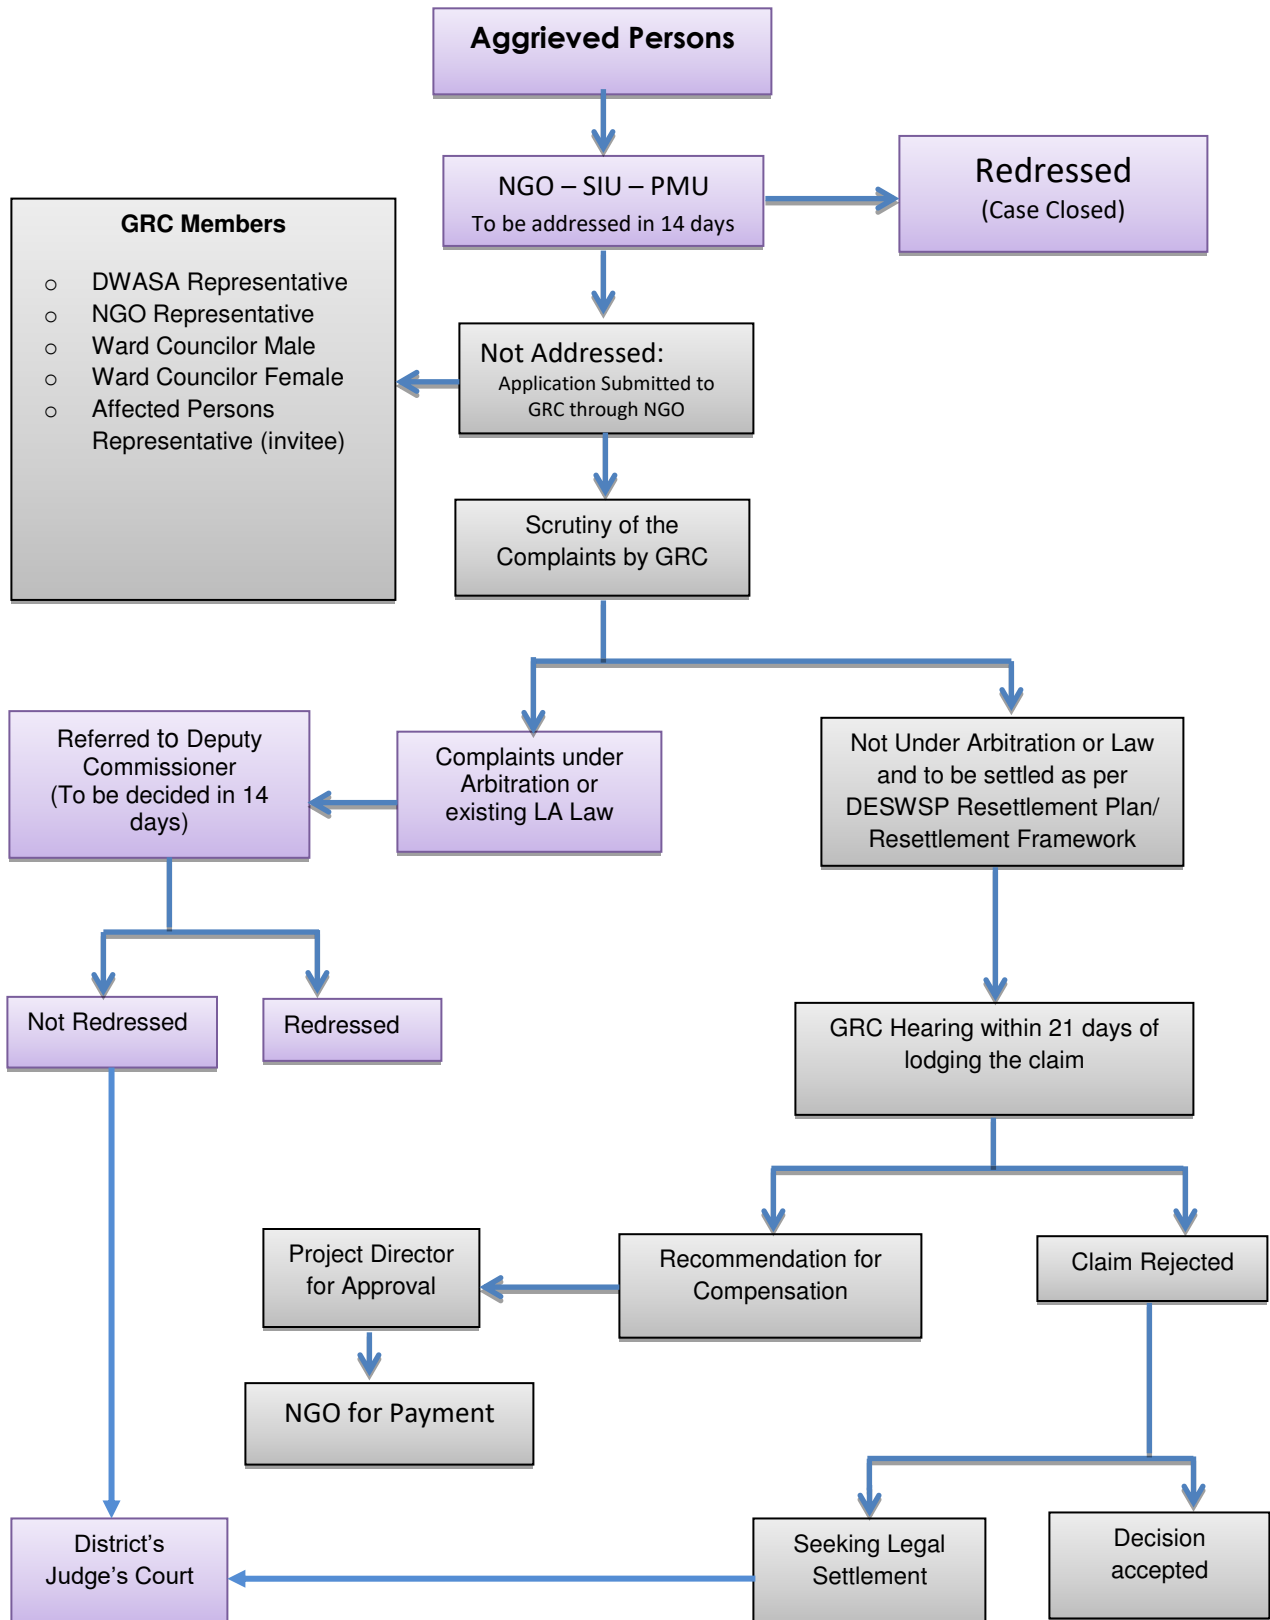 Aggrieved Persons
NGO – SIU – PMU
To be addressed in 14 days
Redressed
(Case Closed)
GRC Members
o DWASA Representative
o NGO Representative
o Ward Councilor Male
o Ward Councilor Female
o Affected Persons
Representative (invitee)
Not Addressed:
Application Submitted to
GRC through NGO
Scrutiny of the
Complaints by GRC
Referred to Deputy
Commissioner
(To be decided in 14
days)
Complaints under
Arbitration or
existing LA Law
Not Under Arbitration or Law
and to be settled as per
DESWSP Resettlement Plan/
Resettlement Framework
Not Redressed
Redressed
GRC Hearing within 21 days of
lodging the claim
Project Director
for Approval
Recommendation for
Compensation
Claim Rejected
NGO for Payment
District's
Judge's Court
Seeking Legal
Settlement
Decision
accepted